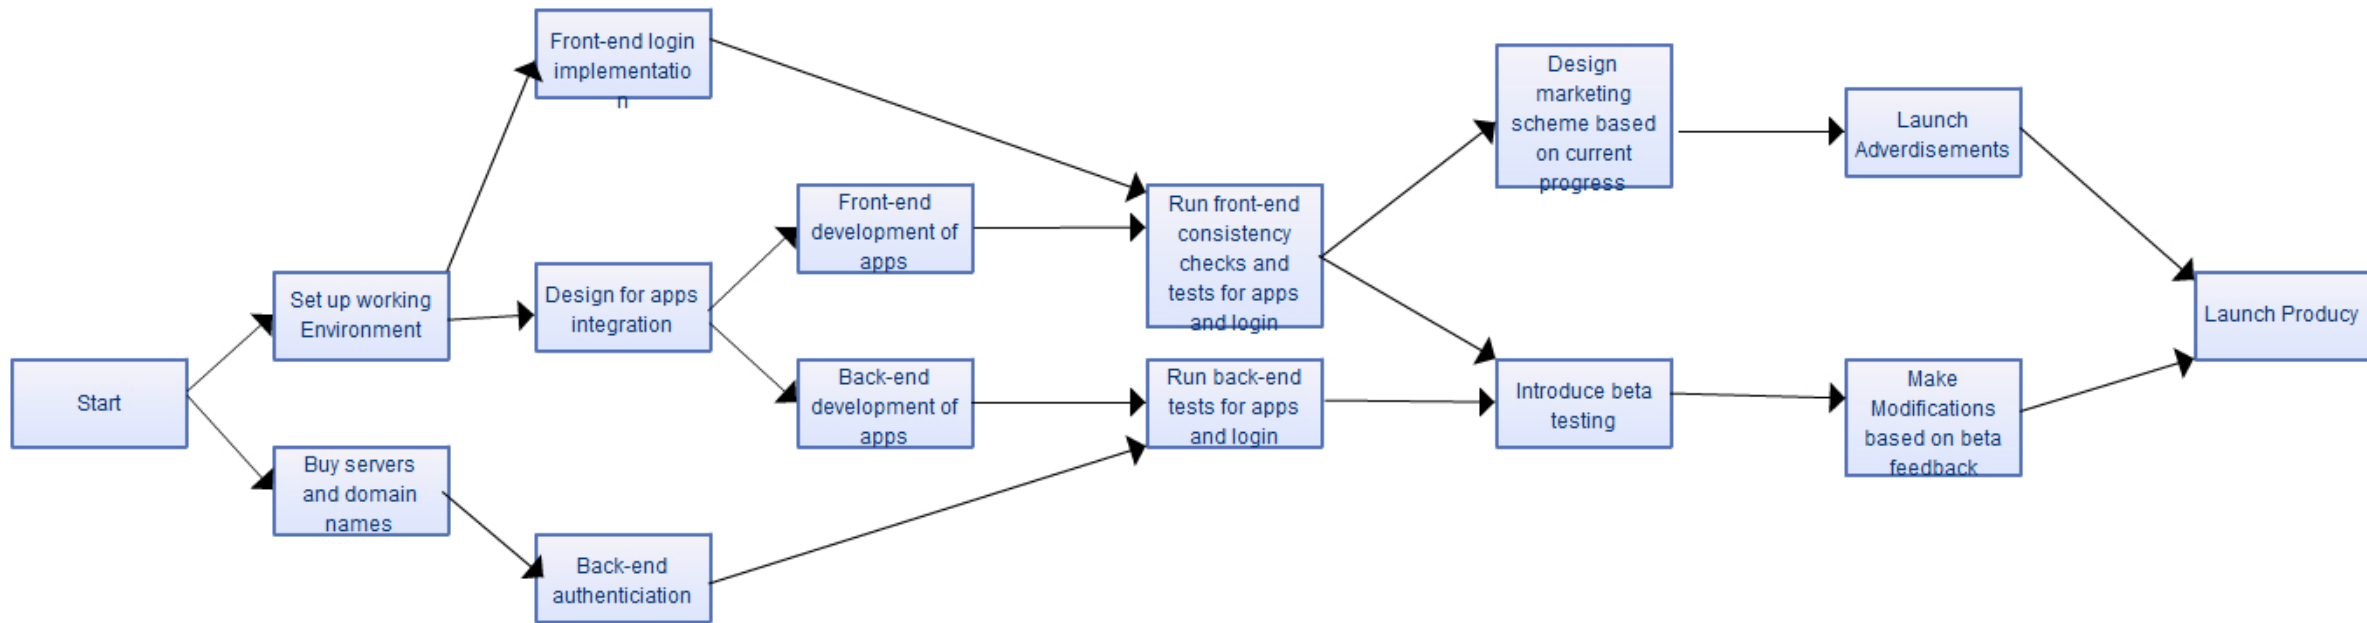 Start
Set up working
Environment
Buy servers
and domain
names
Front-end login
implementatio
n
Design for apps
integration
Back-end
authenticiation
Front-end
development of
apps
Back-end
development of
apps
Run front-end
consistency
checks and
tests for apps
and login
Run back-end
tests for apps
and login
Design
marketing
scheme based
on current
progress
Introduce beta
testing
Launch
Adverdisements
Make
Modifications
based on beta
feedback
Launch Producy